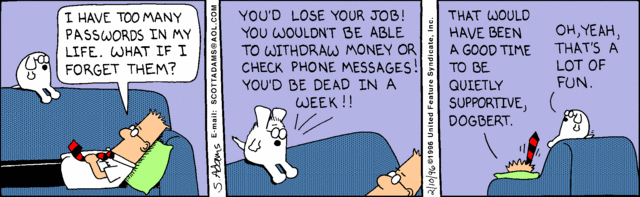 I HAVE TOO MANY
PASSWORDS IN MY
LIFE. WHAT IF I
FORGET THEM?
S. Adams
E-mail: SCOTTADAMS@AOL.COM
YOU'D LOSE YOUR JOB!
YOU WOULDN'T BE ABLE
TO WITHDRAW MONEY OR
CHECK PHONE MESSAGES!
YOU'D BE DEAD IN A
WEEK!!
2/10/96 © 1996 United Feature Syndicate, Inc.
THAT WOULD
HAVE BEEN
A GOOD TIME
TO BE
QUIETLY
SUPPORTIVE,
DOGBERT.
OH, YEAH,
THAT'S A
LOT OF
FUN.